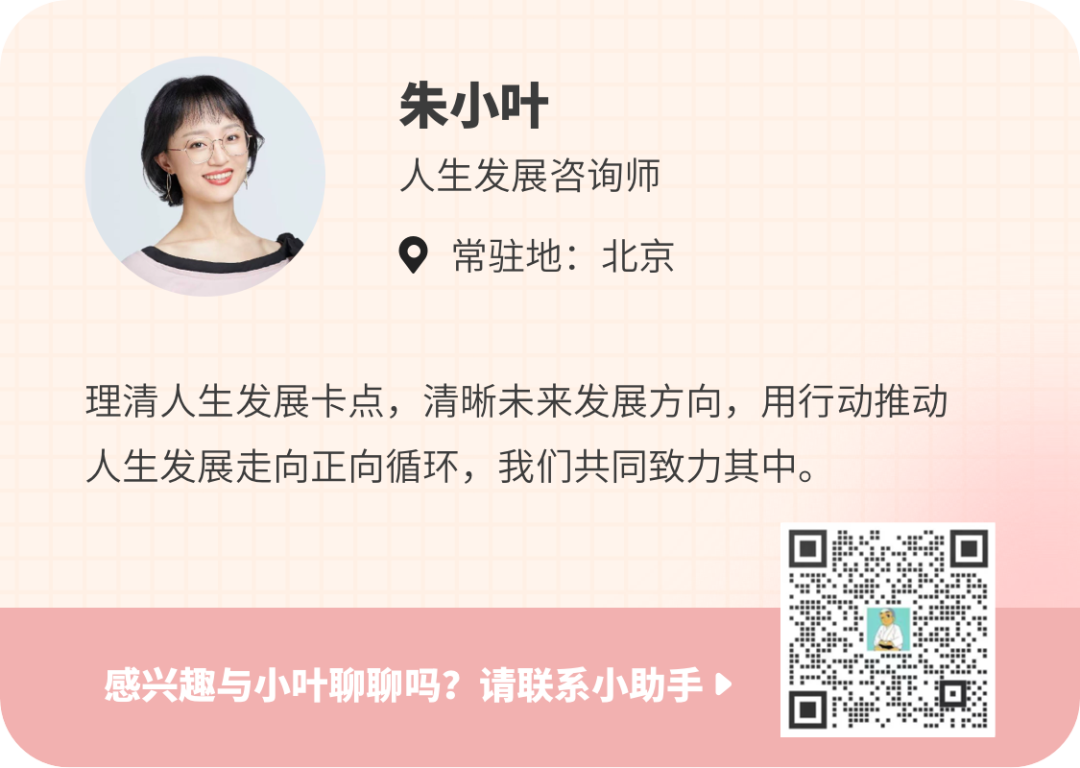 朱小叶
人生发展咨询师
常驻地：北京
理清人生发展卡点，清晰未来发展方向，用行动推动
人生发展走向正向循环，我们共同致力其中。
感兴趣与小叶聊聊吗？请联系小助手